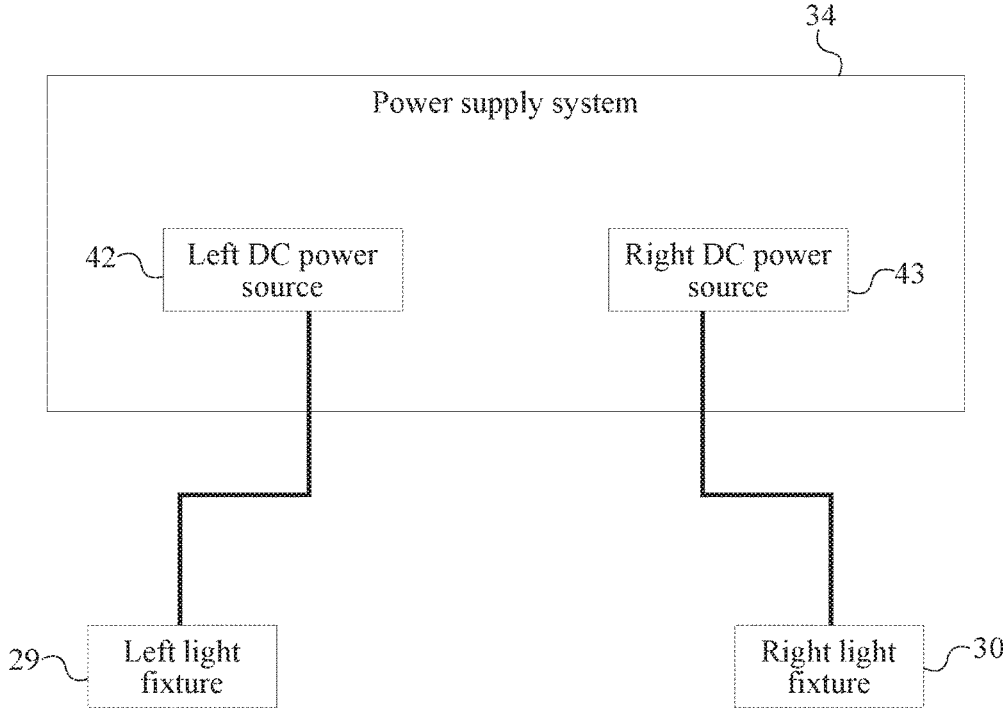 34
Power supply system
42
Left DC power
source
Right DC power
source
43
29
Left light
fixture
Right light
fixture
30